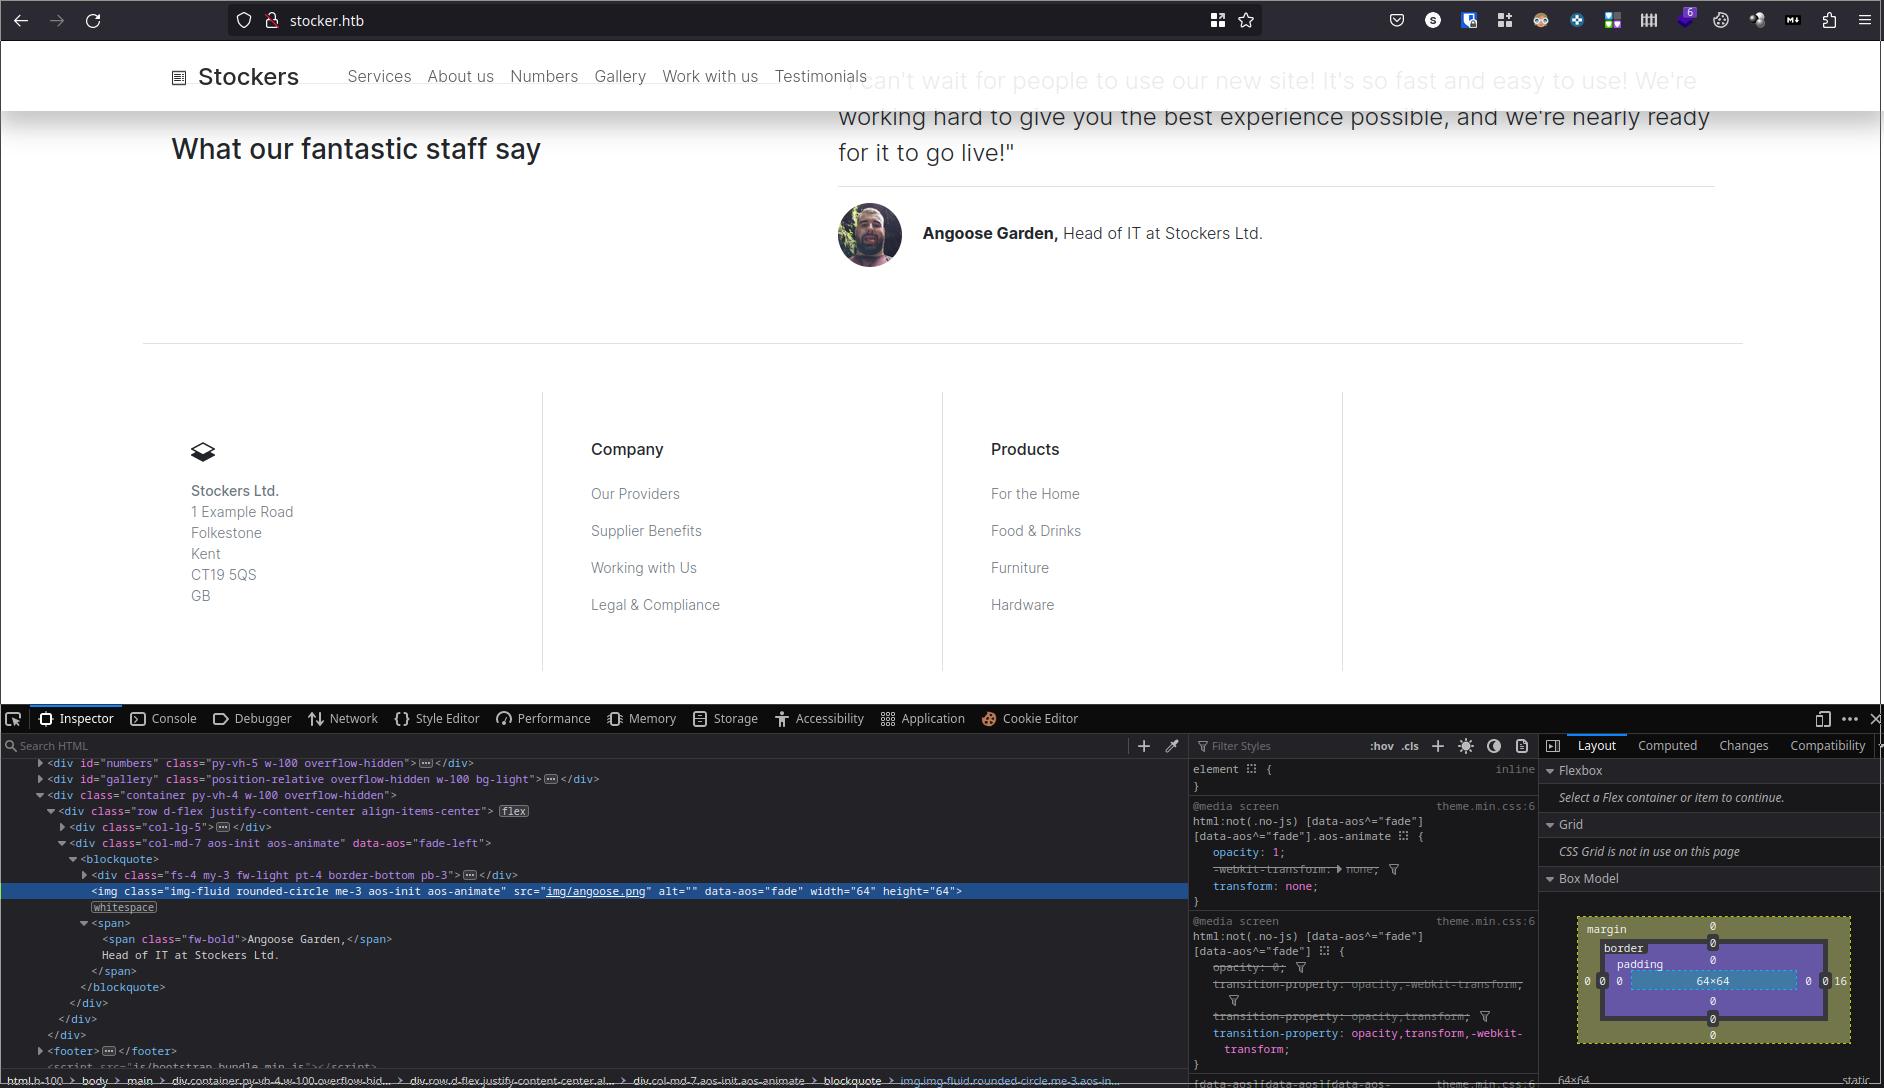 stocker.htb
6
Stockers
Services
About us
Numbers
Gallery
Work with us
Testimonials
can't wait for people to use our new site! It's so fast and easy to use! We're
working hard to give you the best experience possible, and we're nearly ready
for it to go live!"
What our fantastic staff say
Angoose Garden, Head of IT at Stockers Ltd.
Stockers Ltd.
1 Example Road
Folkestone
Kent
CT19 5QS
GB
Company
Our Providers
Supplier Benefits
Working with Us
Legal & Compliance
Products
For the Home
Food & Drinks
Furniture
Hardware
Inspector
Console
Debugger
Network
Style Editor
Performance
Memory
Storage
Accessibility
Application
Cookie Editor
Search HTML
<div id="numbers" class="py-vh-5 w-100 overflow-hidden"></div>
<div id="gallery" class="position-relative overflow-hidden w-100 bg-light"></div>
<div class="container py-vh-4 w-100 overflow-hidden">
<div class="row d-flex justify-content-center align-items-center"> flex
<div class="col-lg-5"></div>
<div class="col-md-7 aos-init aos-animate" data-aos="fade-left">
<blockquote>
<div class="fs-4 my-3 fw-light pt-4 border-bottom pb-3"></div>
<img class="img-fluid rounded-circle me-3 aos-init aos-animate" src="img/angoose.png" alt="" data-aos="fade" width="64" height="64">
whitespace
<span>
<span class="fw-bold">Angoose Garden,</span>
Head of IT at Stockers Ltd.
</span>
</blockquote>
</div>
</div>
</div>
<footer></footer>
<script src="js/bootstrap.bundle.min.js"></script>
html.h-100 > body > main > div.container.py-vh-4.w-100.overflow-hid... > div.row.d-flex.justify-content-center.al... > div.col-md-7.aos-init.aos-animate > blockquote > img.img-fluid.rounded-circle.me-3.aos-in...
Filter Styles
:hov .cls
element { inline
}
@media screen theme.min.css:6
html:not(.no-js) [data-aos^="fade"]
[data-aos^="fade"].aos-animate {
opacity: 1;
-webkit-transform: none;
transform: none;
}
@media screen theme.min.css:6
html:not(.no-js) [data-aos^="fade"]
[data-aos^="fade"] {
opacity: 0;
transition-property: opacity,-webkit-transform;
transition-property: opacity,transform;
transition-property: opacity,transform,-webkit-
transform;
}
[data-aos][data-aos][data-aos- theme.min.css:6
Layout
Computed
Changes
Compatibility
Flexbox
Select a Flex container or item to continue.
Grid
CSS Grid is not in use on this page
Box Model
margin 0
border 0
padding 0
0 0 0 64×64 0 0 16
0
0
0
64×64 static